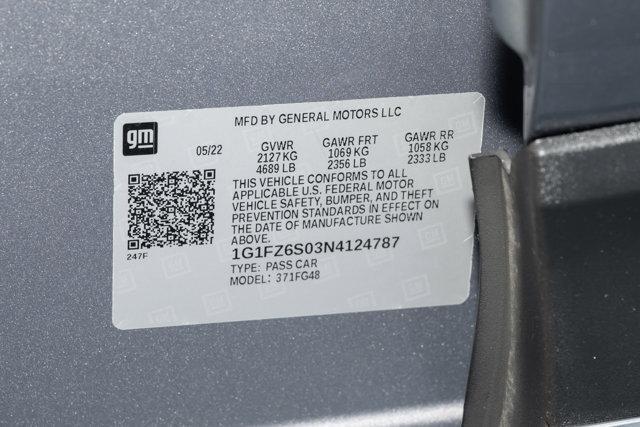 MFD BY GENERAL MOTORS LLC
gm
05/22 GVWR GAWR FRT GAWR RR
2127 KG 1069 KG 1058 KG
4689 LB 2356 LB 2333 LB
THIS VEHICLE CONFORMS TO ALL
APPLICABLE U.S. FEDERAL MOTOR
VEHICLE SAFETY, BUMPER, AND THEFT
PREVENTION STANDARDS IN EFFECT ON
THE DATE OF MANUFACTURE SHOWN
ABOVE.
247F
1G1FZ6S03N4124787
TYPE: PASS CAR
MODEL: 371FG48